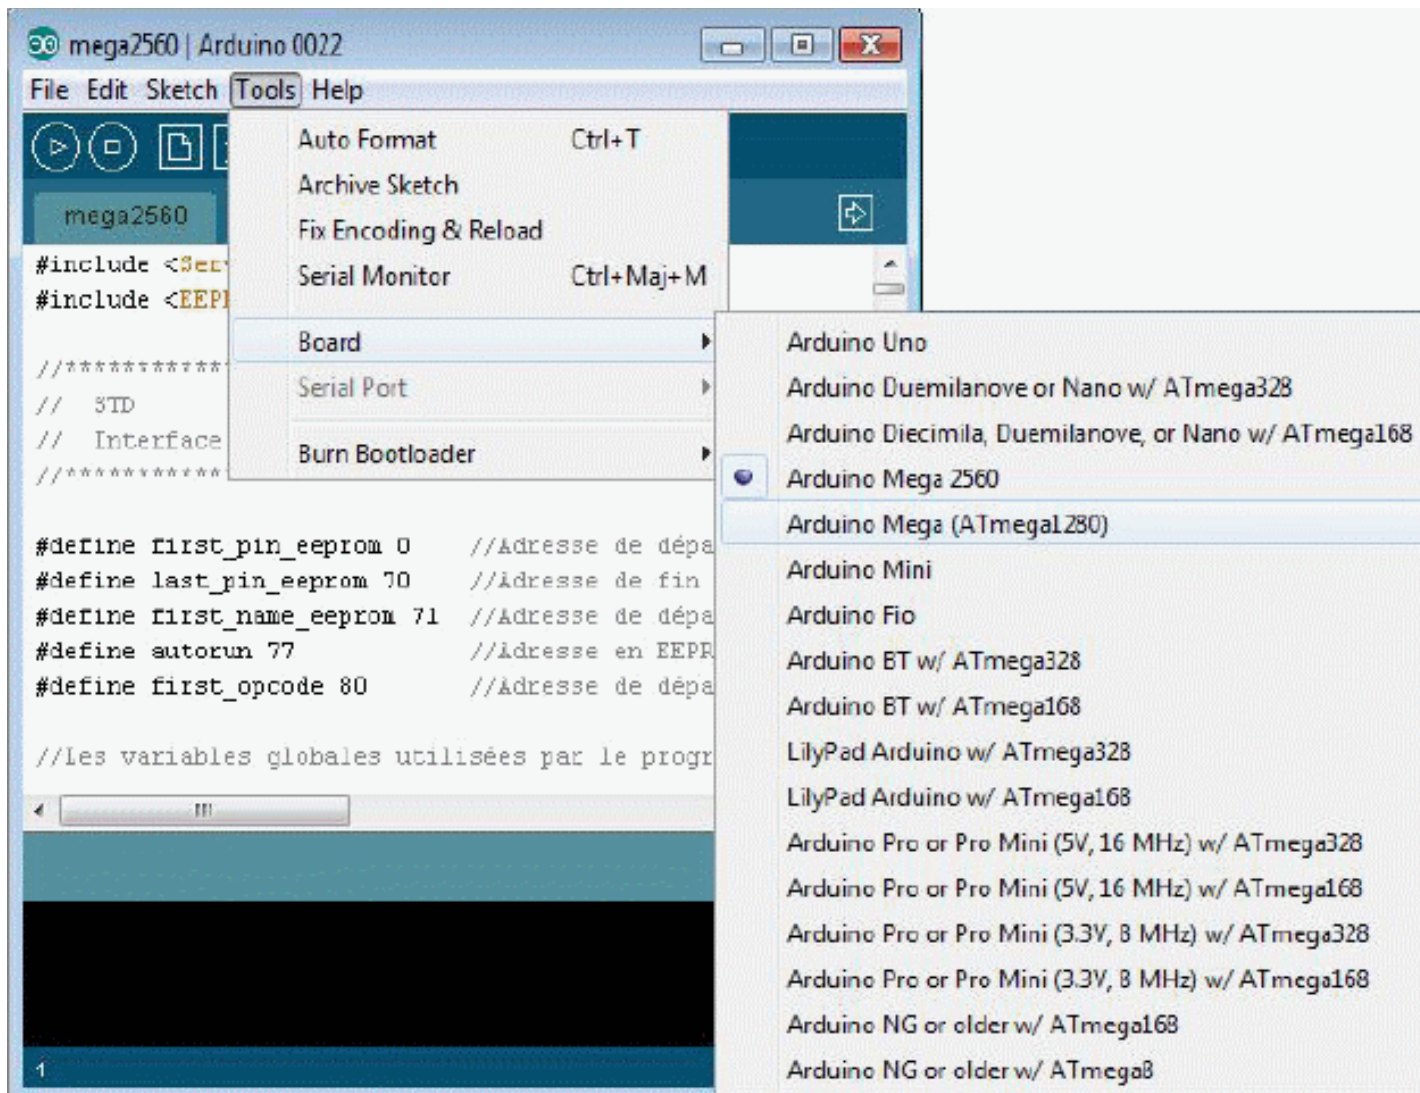 mega2560 | Arduino 0022
File Edit Sketch Tools Help
Auto Format Ctrl+T
Archive Sketch
Fix Encoding & Reload
Serial Monitor Ctrl+Maj+M
Board
Serial Port
Burn Bootloader
mega2560
#include <Ser
#include <EEP
//*************
// STD
// Interface
//*************
#define first_pin_eeprom 0 //Adresse de dépa
#define last_pin_eeprom 70 //Adresse de fin
#define first_name_eeprom 71 //Adresse de dépa
#define autorun 77 //Adresse en EEPR
#define first_opcode 80 //Adresse de dépa
//Les variables globales utilisées par le progr
1
Arduino Uno
Arduino Duemilanove or Nano w/ ATmega328
Arduino Diecimila, Duemilanove, or Nano w/ ATmega168
Arduino Mega 2560
Arduino Mega (ATmega1280)
Arduino Mini
Arduino Fio
Arduino BT w/ ATmega328
Arduino BT w/ ATmega168
LilyPad Arduino w/ ATmega328
LilyPad Arduino w/ ATmega168
Arduino Pro or Pro Mini (5V, 16 MHz) w/ ATmega328
Arduino Pro or Pro Mini (5V, 16 MHz) w/ ATmega168
Arduino Pro or Pro Mini (3.3V, 8 MHz) w/ ATmega328
Arduino Pro or Pro Mini (3.3V, 8 MHz) w/ ATmega168
Arduino NG or older w/ ATmega168
Arduino NG or older w/ ATmega8